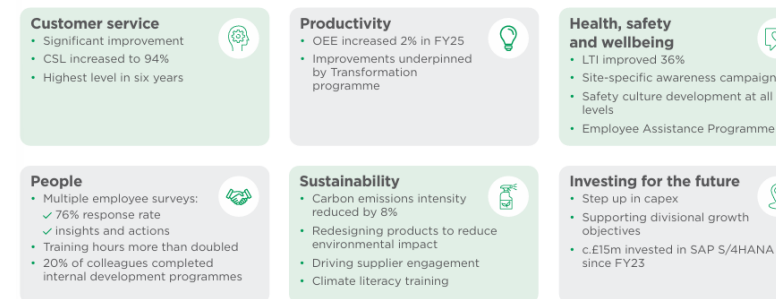 Customer service
• Significant improvement
• CSL increased to 94%
• Highest level in six years
Productivity
• OEE increased 2% in FY25
• Improvements underpinned
by Transformation
programme
Health, safety
and wellbeing
• LTI improved 36%
• Site-specific awareness campaign
• Safety culture development at all
levels
• Employee Assistance Programme
People
• Multiple employee surveys:
✓ 76% response rate
✓ insights and actions
• Training hours more than doubled
• 20% of colleagues completed
internal development programmes
Sustainability
• Carbon emissions intensity
reduced by 8%
• Redesigning products to reduce
environmental impact
• Driving supplier engagement
• Climate literacy training
Investing for the future
• Step up in capex
• Supporting divisional growth
objectives
• c.£15m invested in SAP S/4HANA
since FY23